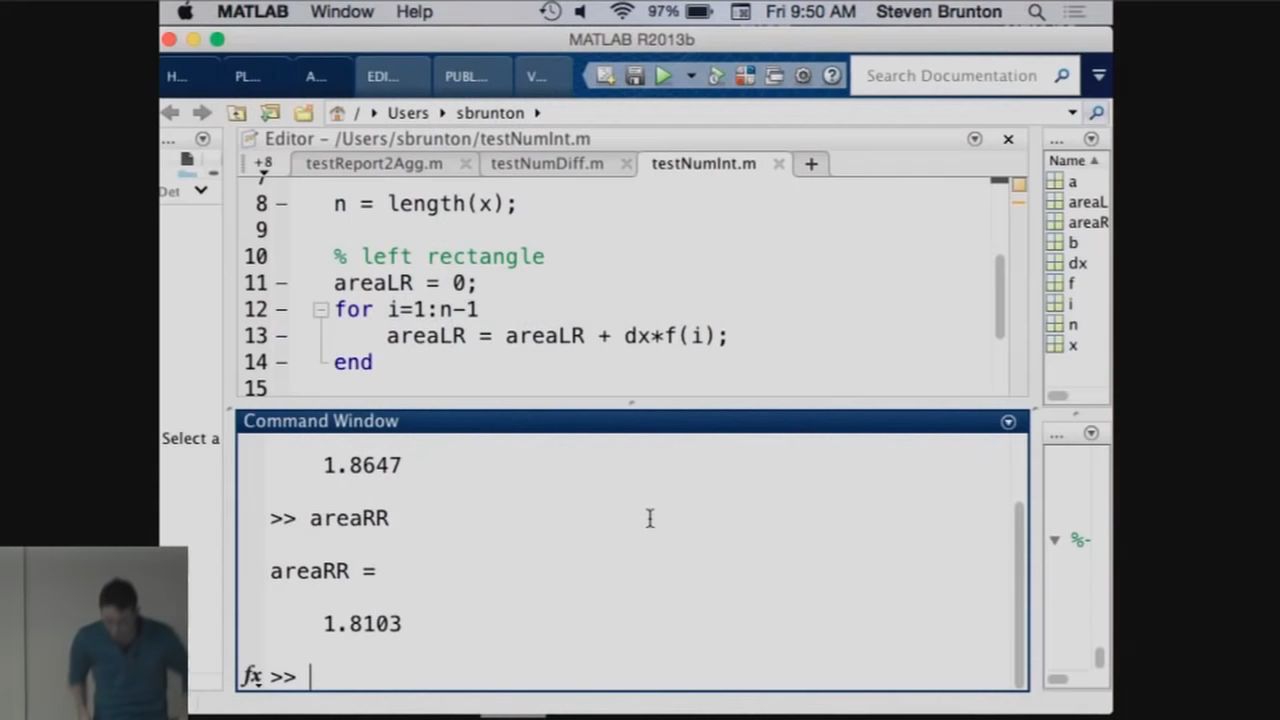 MATLAB Window Help 97% Fri 9:50 AM Steven Brunton
MATLAB R2013b
H... PL... A... EDI... PUBL... V... Search Documentation
/ Users sbrunton
Editor - /Users/sbrunton/testNumInt.m
+8 testReport2Agg.m testNumDiff.m testNumInt.m +
7
8 – n = length(x);
9
10 % left rectangle
11 – areaLR = 0;
12 – for i=1:n-1
13 – areaLR = areaLR + dx*f(i);
14 – end
15
Command Window
1.8647
>> areaRR
areaRR =
1.8103
fx >>
...
Det
Select a
...
Name
a
areaL
areaR
b
dx
f
i
n
x
...
%-